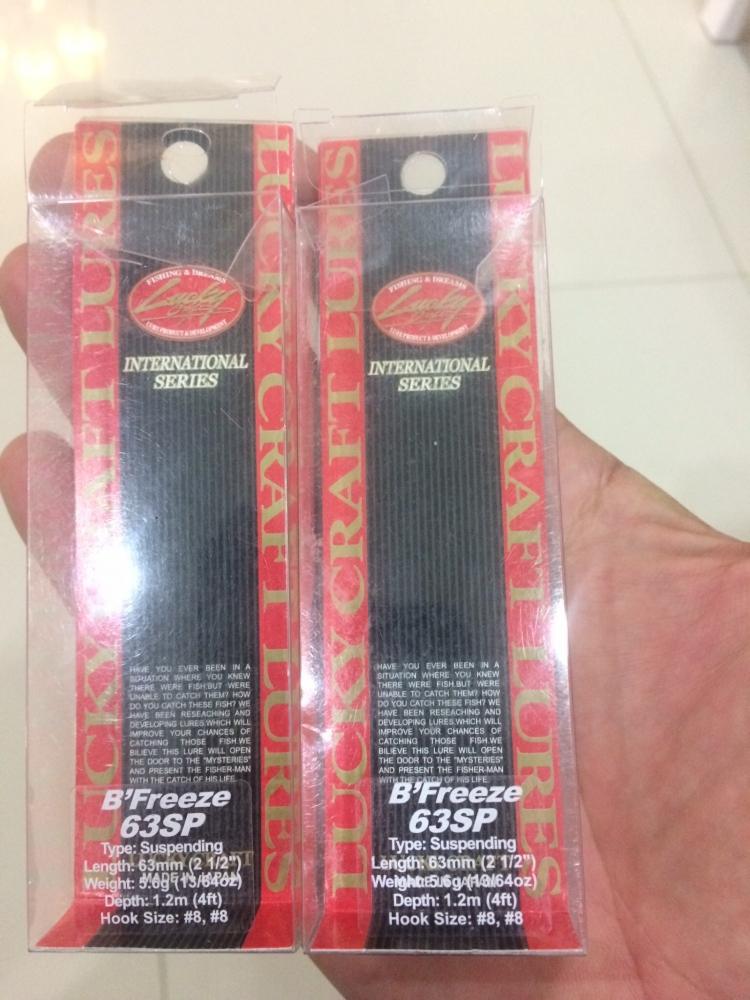 LUCKY CRAFT LURES
LUCKY CRAFT LURES
FISHING & DREAMS
Lucky
LURE PRODUCT & DEVELOPMENT
INTERNATIONAL
SERIES
HAVE YOU EVER BEEN IN A
SITUATION WHERE YOU KNEW
THERE WERE FISH.BUT WERE
UNABLE TO CATCH THEM? HOW
DO YOU CATCH THESE FISH? WE
HAVE BEEN RESEACHING AND
DEVELOPING LURES.WHICH WILL
IMPROVE YOUR CHANCES OF
CATCHING THOSE FISH.WE
BILIEVE THIS LURE WILL OPEN
THE DOOR TO THE "MYSTERIES"
AND PRESENT THE FISHER-MAN
WITH THE CATCH OF HIS LIFE.
B'Freeze
63SP
Type: Suspending
Length: 63mm (2 1/2")
Weight: 5.6g (13/64oz)
MADE IN JAPAN
Depth: 1.2m (4ft)
Hook Size: #8, #8
LUCKY CRAFT LURES
LUCKY CRAFT LURES
FISHING & DREAMS
Lucky
LURE PRODUCT & DEVELOPMENT
INTERNATIONAL
SERIES
HAVE YOU EVER BEEN IN A
SITUATION WHERE YOU KNEW
THERE WERE FISH.BUT WERE
UNABLE TO CATCH THEM? HOW
DO YOU CATCH THESE FISH? WE
HAVE BEEN RESEACHING AND
DEVELOPING LURES.WHICH WILL
IMPROVE YOUR CHANCES OF
CATCHING THOSE FISH.WE
BILIEVE THIS LURE WILL OPEN
THE DOOR TO THE "MYSTERIES"
AND PRESENT THE FISHER-MAN
WITH THE CATCH OF HIS LIFE.
B'Freeze
63SP
Type: Suspending
Length: 63mm (2 1/2")
Weight: 5.6g (13/64oz)
Depth: 1.2m (4ft)
Hook Size: #8, #8